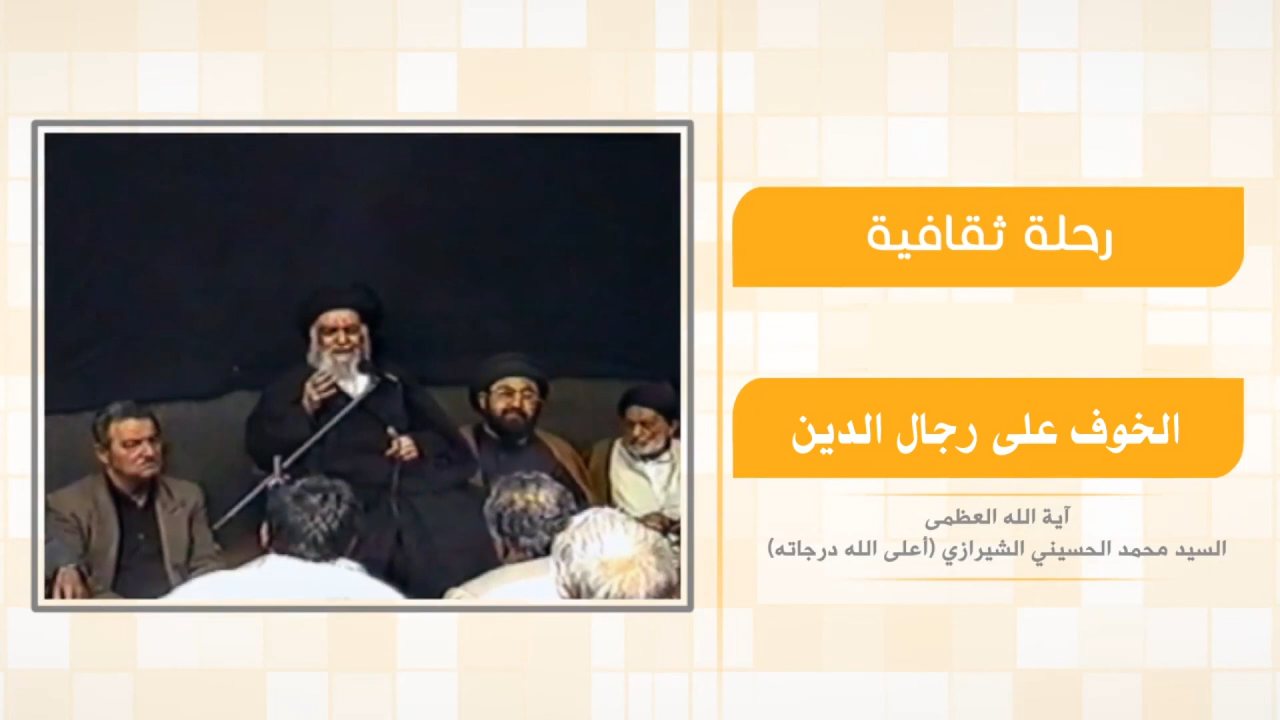 رحلة ثقافية
الخوف على رجال الدين
آية الله العظمى
السيد محمد الحسيني الشيرازي (أعلى الله درجاته)